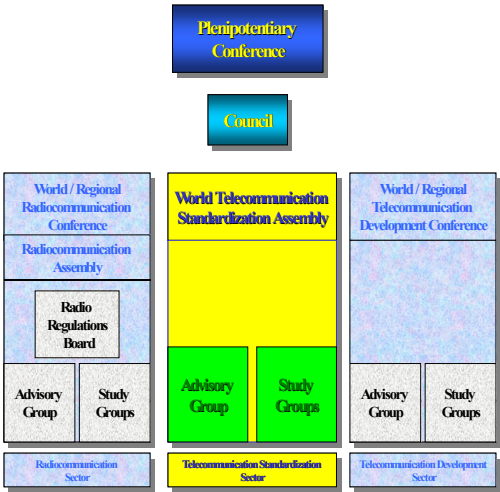 Plenipotentiary
Conference
Council
World / Regional
Radiocommunication
Conference
Radiocommunication
Assembly
Radio
Regulations
Board
Advisory
Group
Study
Groups
Radiocommunication
Sector
World Telecommunication
Standardization Assembly
Advisory
Group
Study
Groups
Telecommunication Standardization
Sector
World / Regional
Telecommunication
Development Conference
Advisory
Group
Study
Groups
Telecommunication Development
Sector